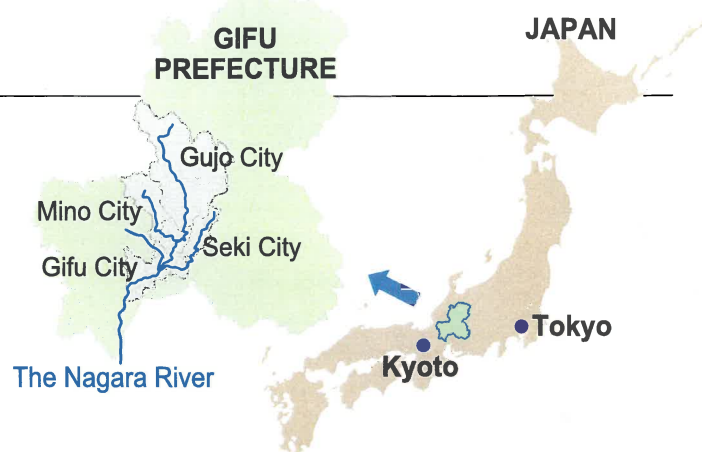 GIFU
PREFECTURE
JAPAN
Gujo City
Mino City
Seki City
Gifu City
The Nagara River
Tokyo
Kyoto